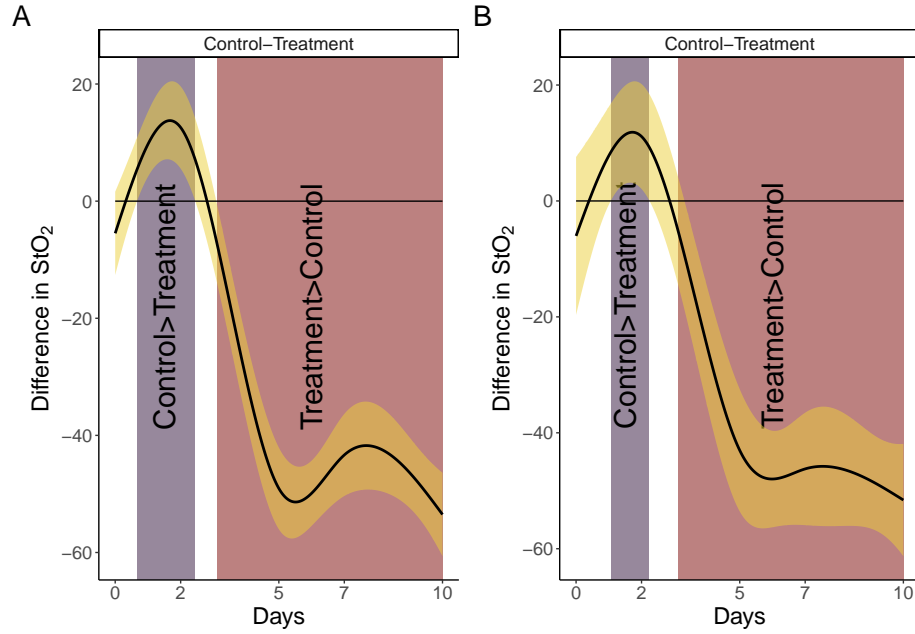 A
Control−Treatment
Difference in StO2
20
0
−20
−40
−60
Control>Treatment
Treatment>Control
0
2
5
7
10
Days
B
Control−Treatment
Difference in StO2
20
0
−20
−40
−60
Control>Treatment
Treatment>Control
0
2
5
7
10
Days